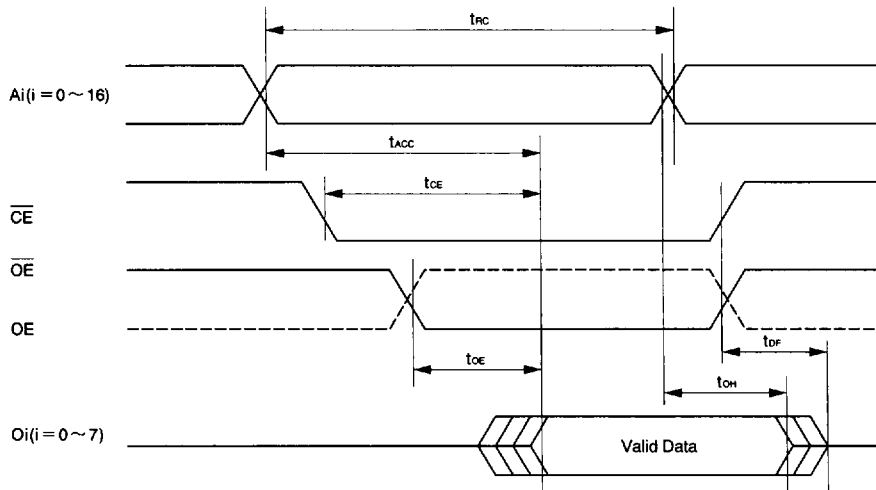 tRC
Ai(i = 0 ~ 16)
tACC
tCE
CE
OE
OE
tOE
tDF
tOH
Oi(i = 0 ~ 7)
Valid Data